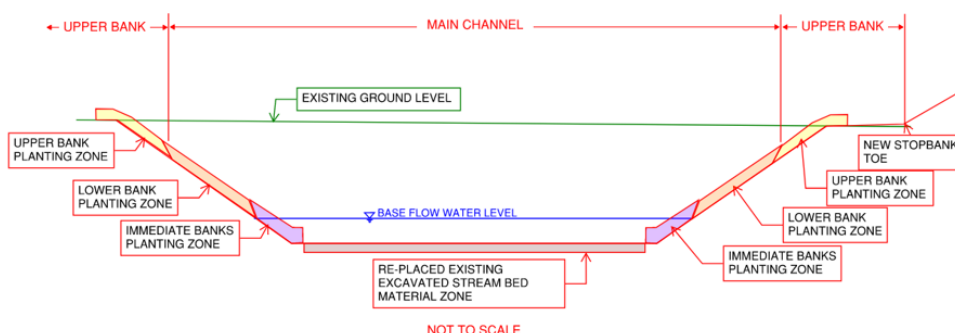 UPPER BANK
MAIN CHANNEL
UPPER BANK
EXISTING GROUND LEVEL
UPPER BANK
PLANTING ZONE
NEW STOPBANK
TOE
LOWER BANK
PLANTING ZONE
UPPER BANK
PLANTING ZONE
BASE FLOW WATER LEVEL
IMMEDIATE BANKS
PLANTING ZONE
LOWER BANK
PLANTING ZONE
RE-PLACED EXISTING
EXCAVATED STREAM BED
MATERIAL ZONE
IMMEDIATE BANKS
PLANTING ZONE
NOT TO SCALE